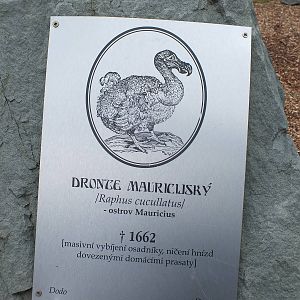 DRONTE MAURICIJSKÝ
/Raphus cucullatus/
- ostrov Mauricius
† 1662
[masivní vybíjení osadníky, ničení hnízd
dovezenými domácími prasaty]
Dodo